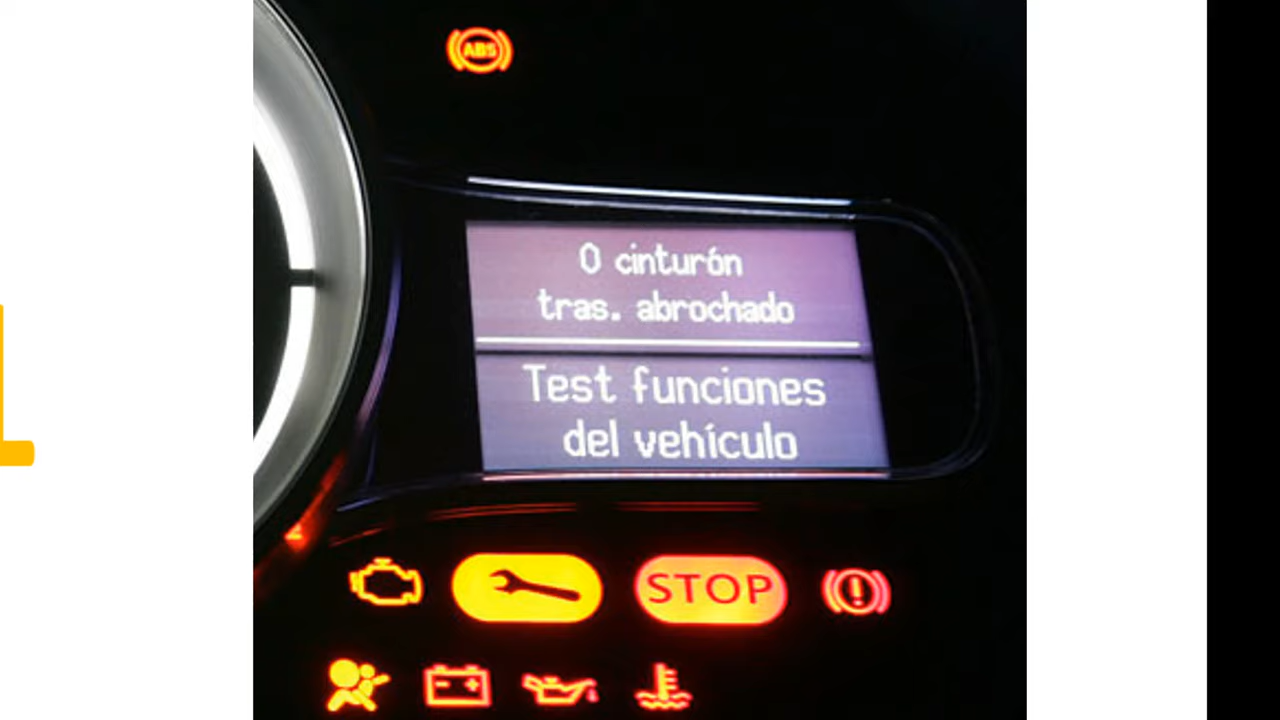 ABS
0 cinturón
tras. abrochado
Test funciones
del vehículo
STOP